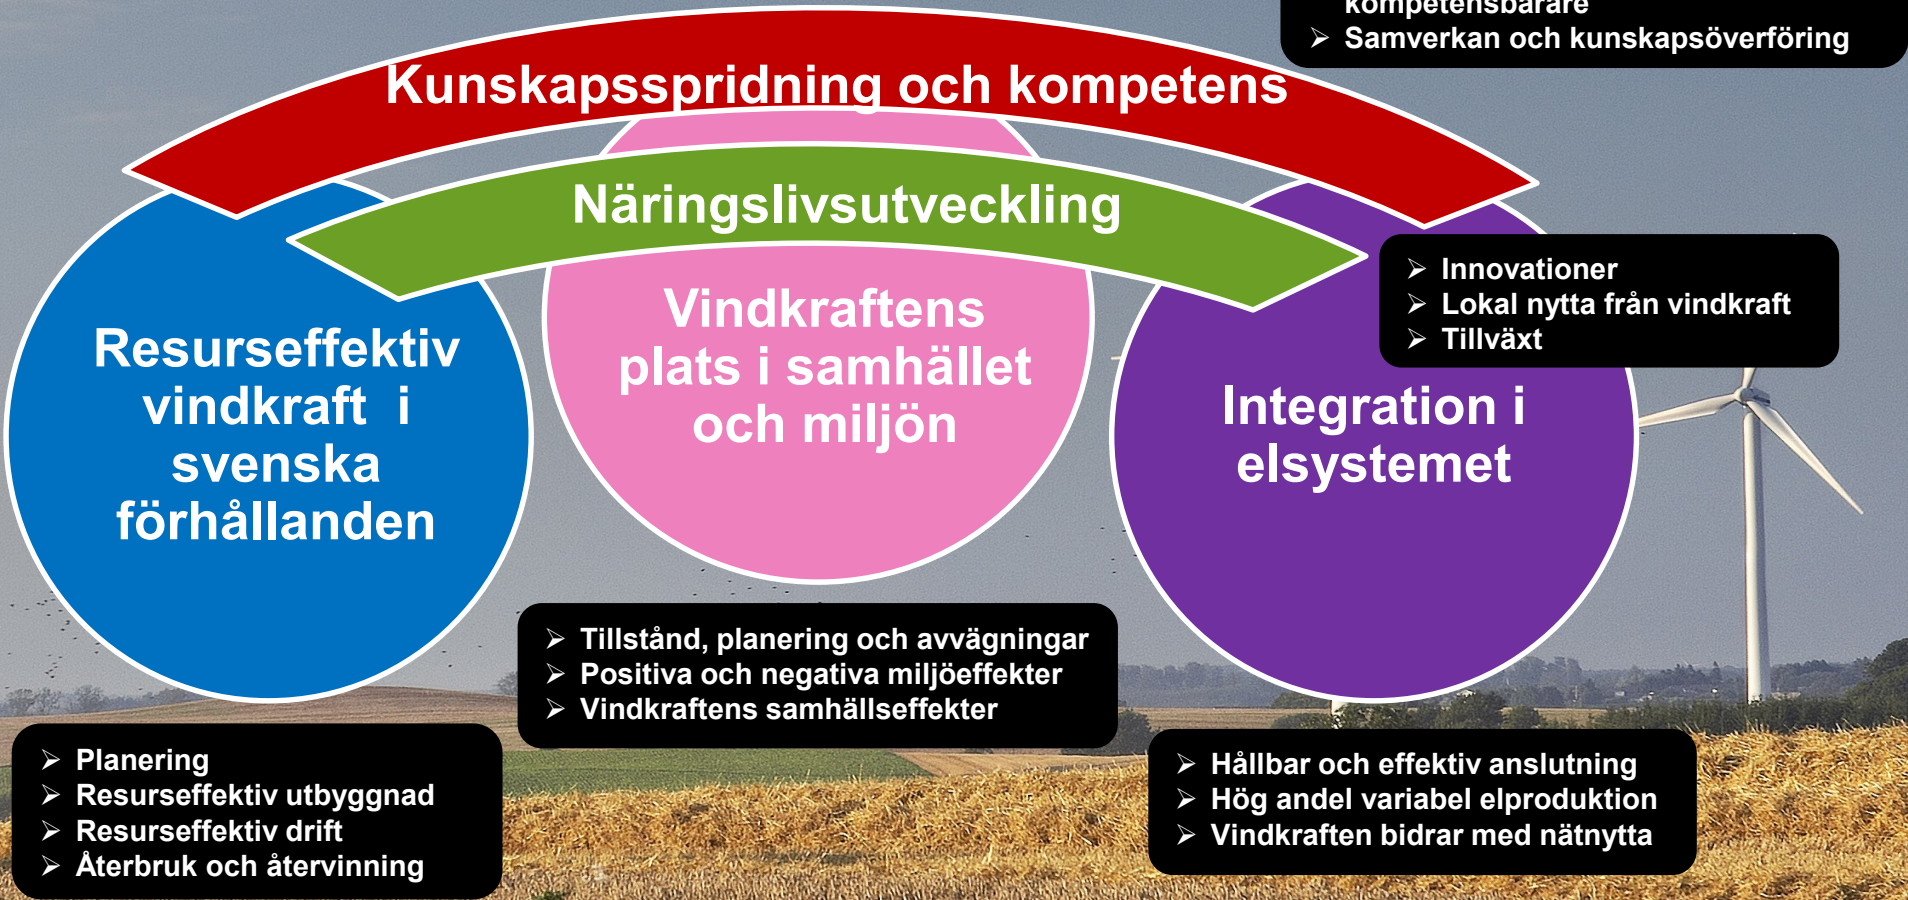 kompetensbärare
➢ Samverkan och kunskapsöverföring
Kunskapsspridning och kompetens
Näringslivsutveckling
➢ Innovationer
➢ Lokal nytta från vindkraft
➢ Tillväxt
Resurseffektiv
vindkraft i
svenska
förhållanden
Vindkraftens
plats i samhället
och miljön
Integration i
elsystemet
➢ Tillstånd, planering och avvägningar
➢ Positiva och negativa miljöeffekter
➢ Vindkraftens samhällseffekter
➢ Planering
➢ Resurseffektiv utbyggnad
➢ Resurseffektiv drift
➢ Återbruk och återvinning
➢ Hållbar och effektiv anslutning
➢ Hög andel variabel elproduktion
➢ Vindkraften bidrar med nätnytta